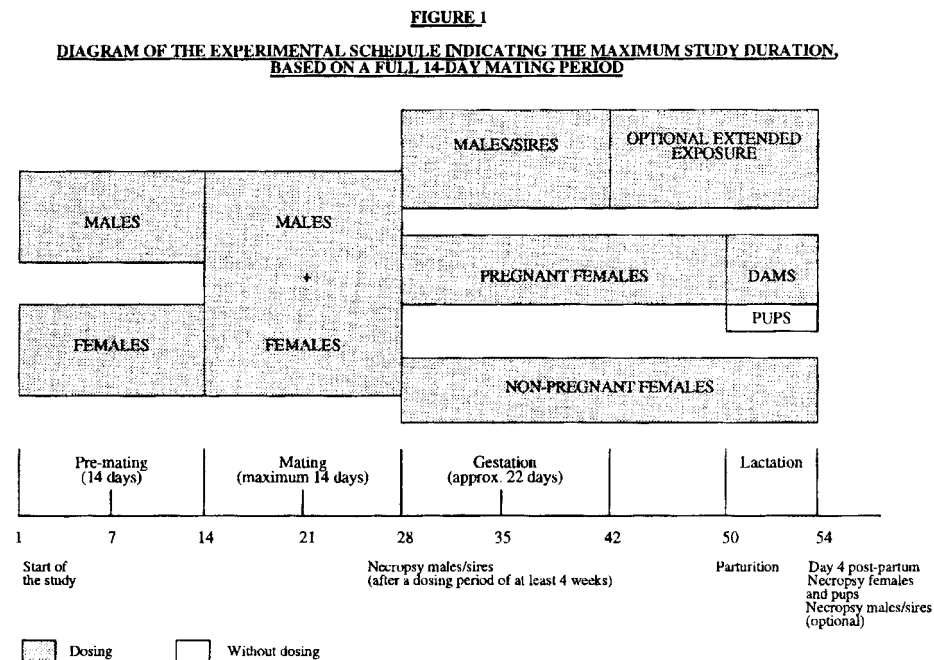 FIGURE 1
DIAGRAM OF THE EXPERIMENTAL SCHEDULE INDICATING THE MAXIMUM STUDY DURATION,
BASED ON A FULL 14-DAY MATING PERIOD
MALES/SIRES
OPTIONAL EXTENDED
EXPOSURE
MALES
MALES
+
PREGNANT FEMALES
DAMS
PUPS
FEMALES
FEMALES
NON-PREGNANT FEMALES
Pre-mating
(14 days)
Mating
(maximum 14 days)
Gestation
(approx. 22 days)
Lactation
1 7 14 21 28 35 42 50 54
Start of
the study
Necropsy males/sires
(after a dosing period of at least 4 weeks)
Parturition
Day 4 post-partum
Necropsy females
and pups
Necropsy males/sires
(optional)
Dosing
Without dosing